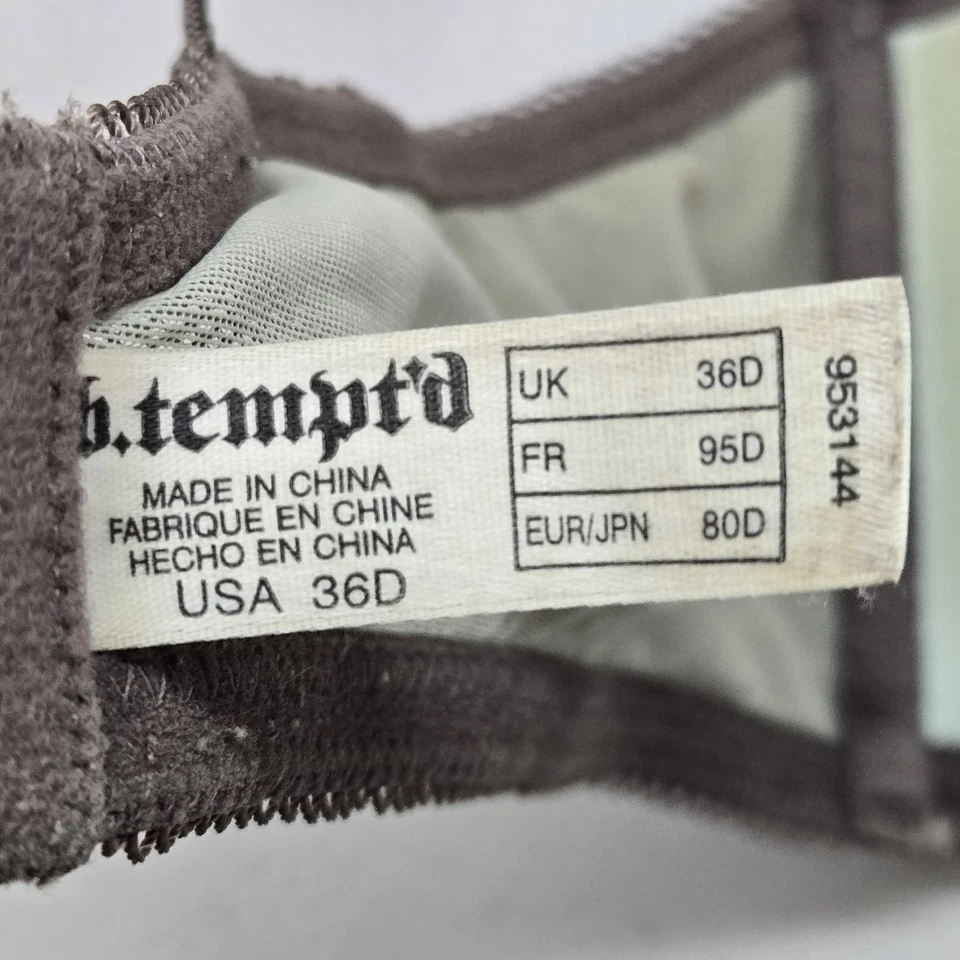 b.tempt'd
MADE IN CHINA
FABRIQUE EN CHINE
HECHO EN CHINA
USA 36D
UK 36D
FR 95D
EUR/JPN 80D
953144